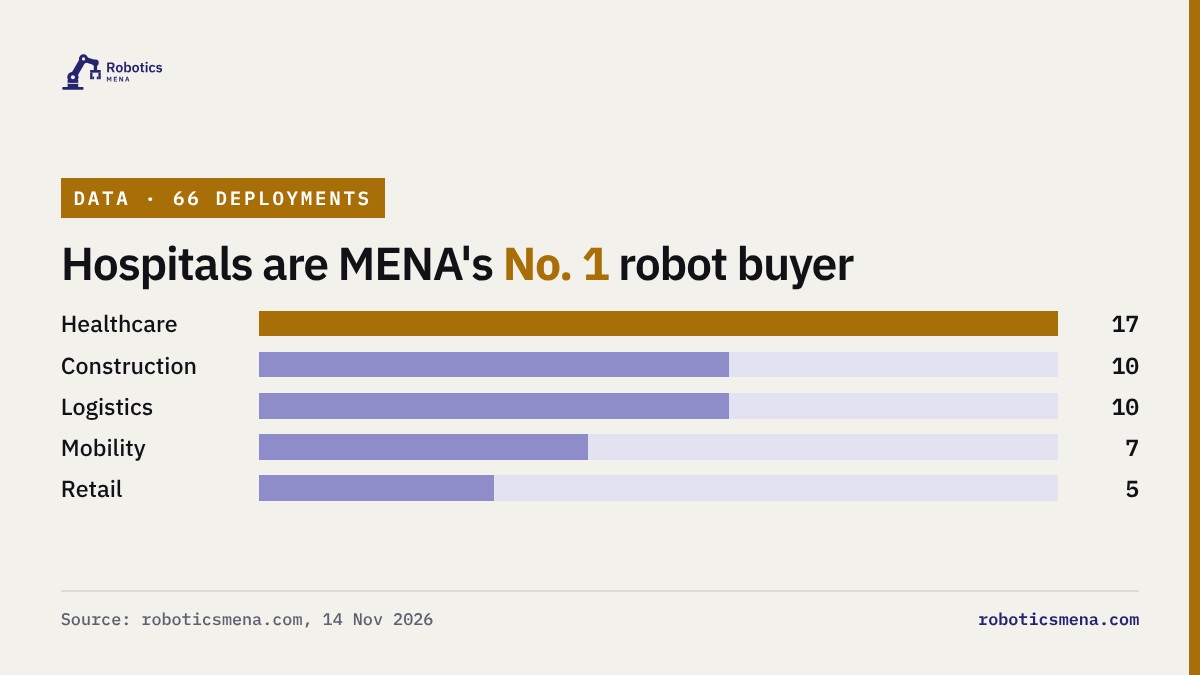 Robotics
MENA
DATA · 66 DEPLOYMENTS
Hospitals are MENA's No. 1 robot buyer
Healthcare 17
Construction 10
Logistics 10
Mobility 7
Retail 5
Source: roboticsmena.com, 14 Nov 2026
roboticsmena.com